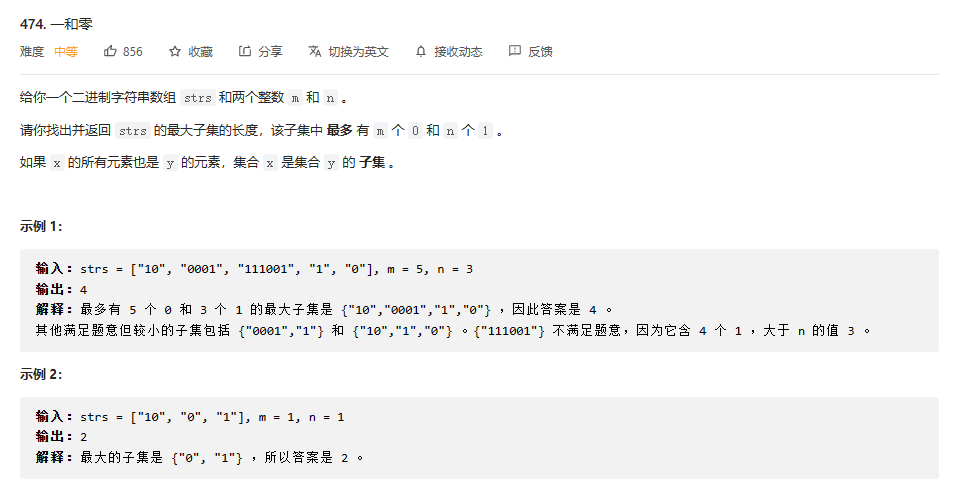 474. 一和零
难度 中等 856 收藏 分享 切换为英文 接收动态 反馈
给你一个二进制字符串数组 strs 和两个整数 m 和 n 。
请你找出并返回 strs 的最大子集的长度，该子集中 最多 有 m 个 0 和 n 个 1 。
如果 x 的所有元素也是 y 的元素，集合 x 是集合 y 的 子集 。
示例 1：
输入：strs = ["10", "0001", "111001", "1", "0"], m = 5, n = 3
输出：4
解释：最多有 5 个 0 和 3 个 1 的最大子集是 {"10","0001","1","0"} ，因此答案是 4 。
其他满足题意但较小的子集包括 {"0001","1"} 和 {"10","1","0"} 。{"111001"} 不满足题意，因为它含 4 个 1 ，大于 n 的值 3 。
示例 2：
输入：strs = ["10", "0", "1"], m = 1, n = 1
输出：2
解释：最大的子集是 {"0", "1"} ，所以答案是 2 。